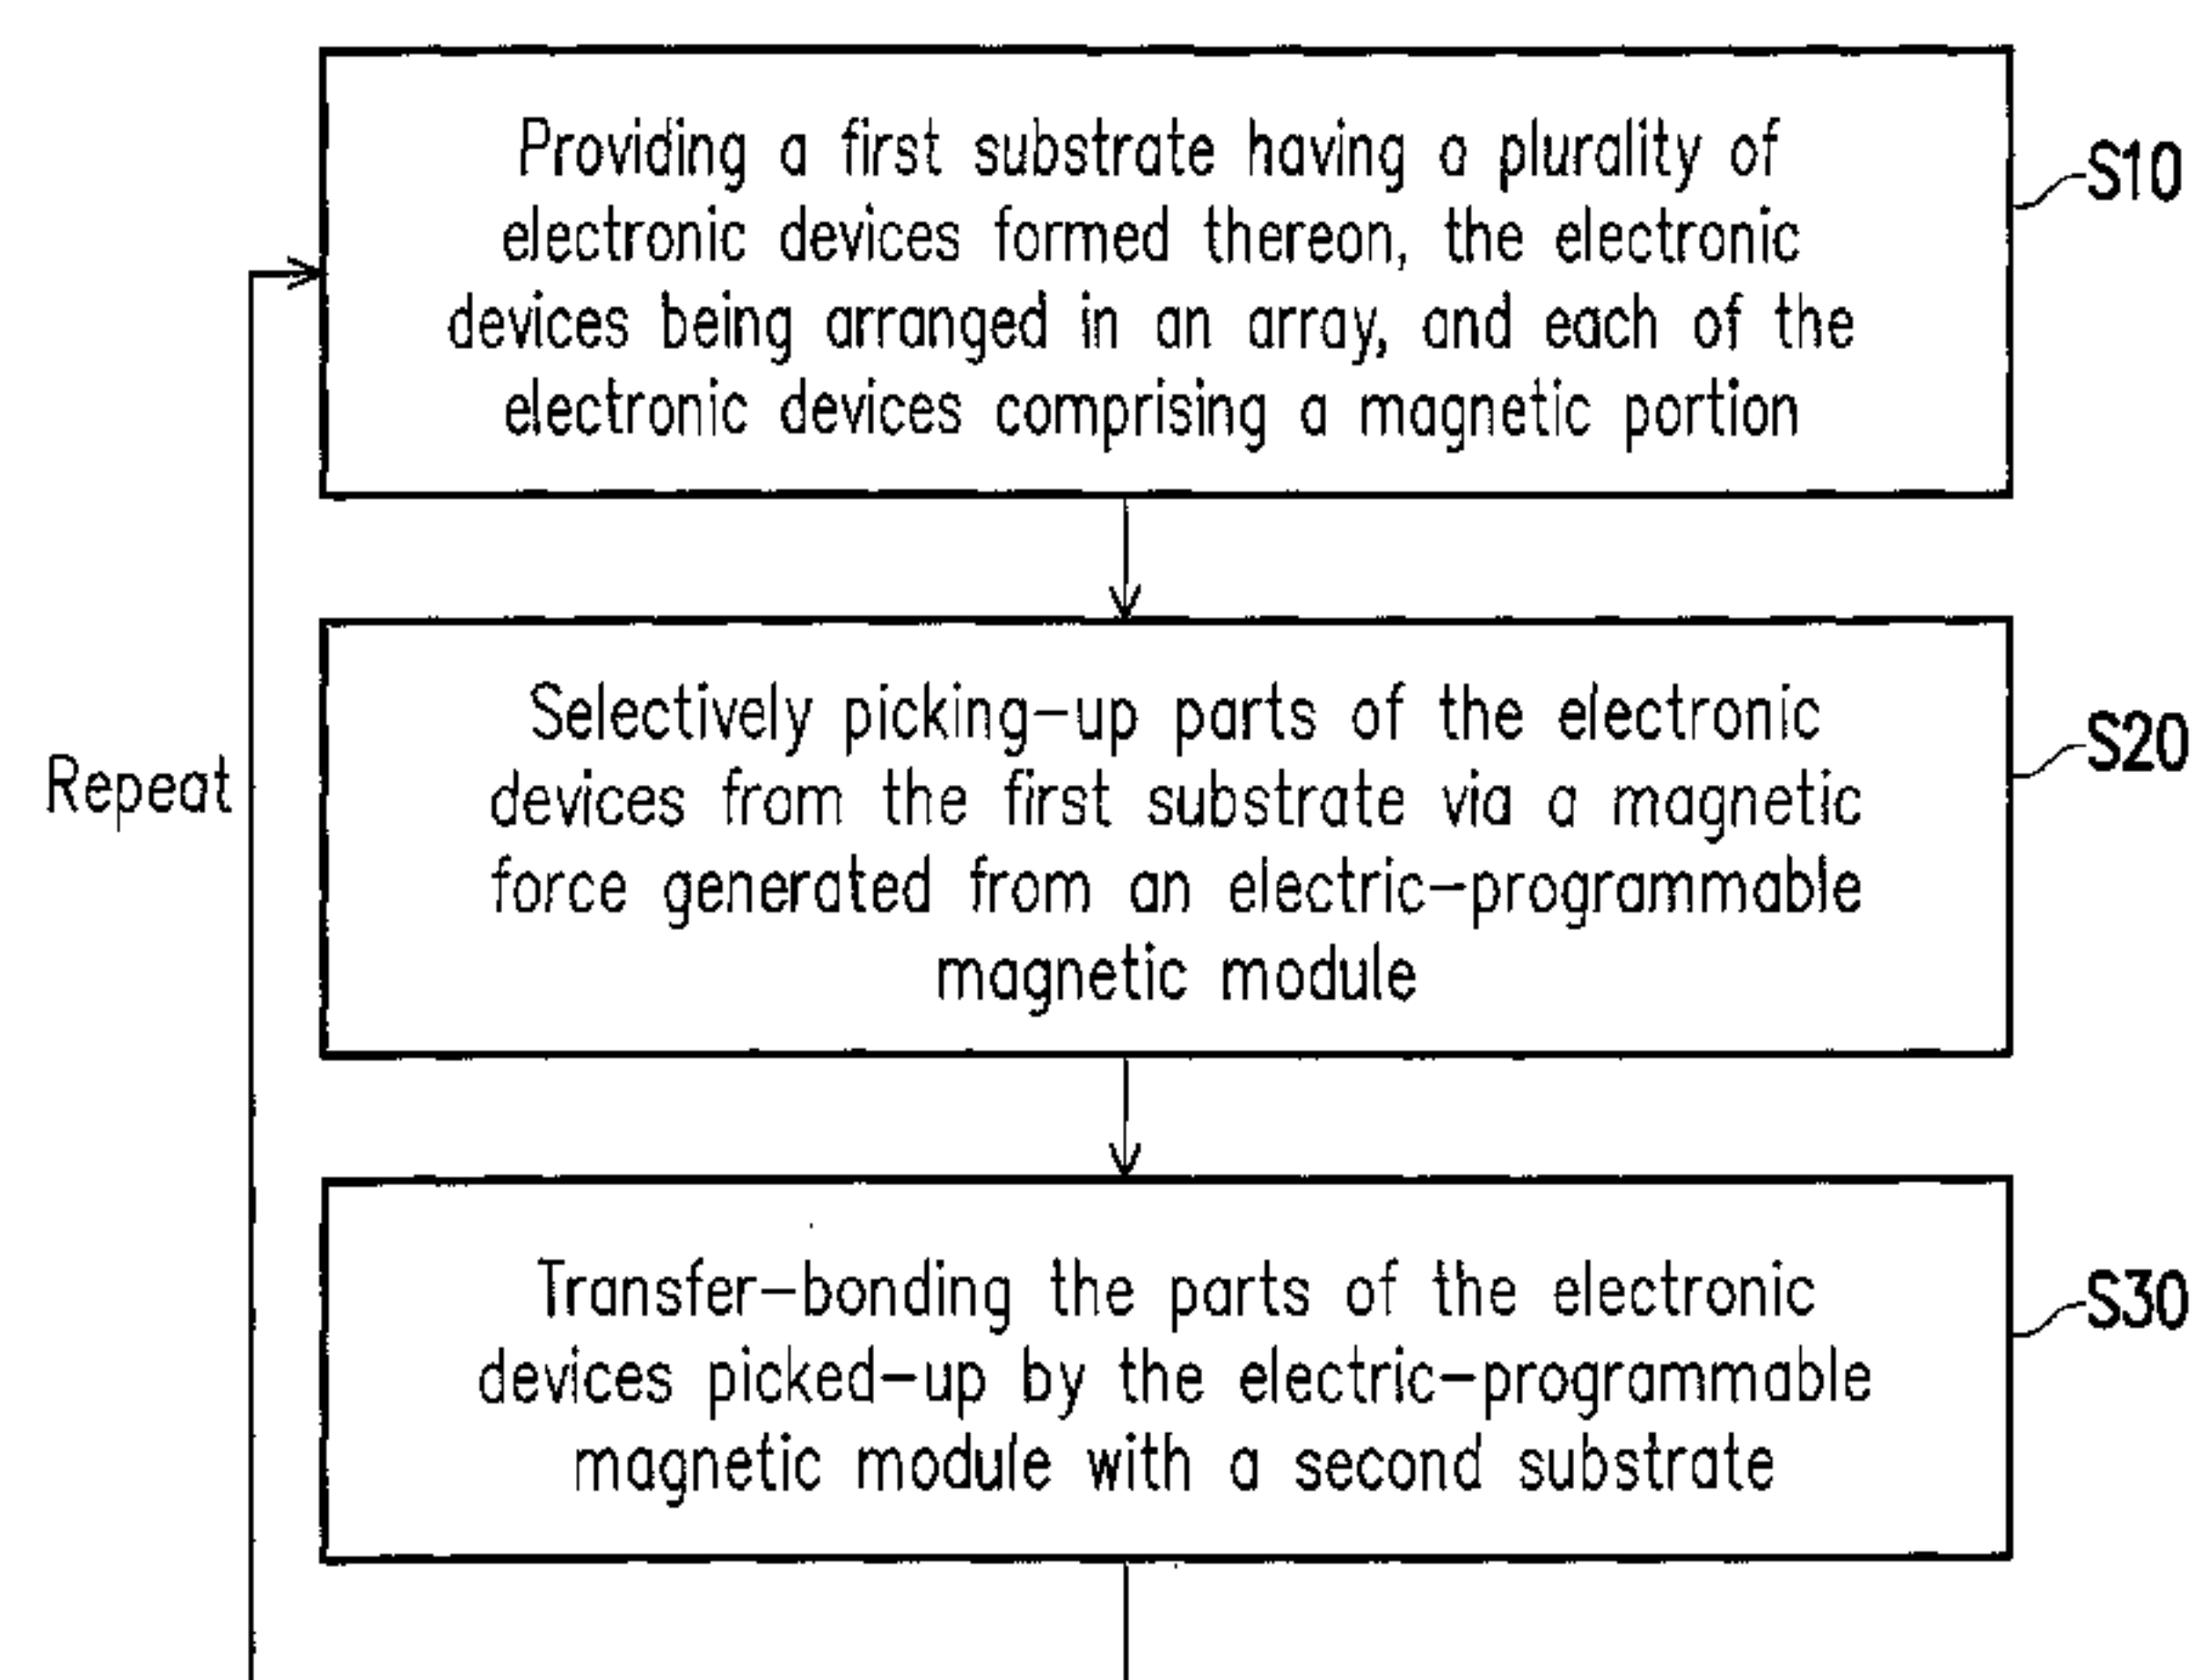 Providing a first substrate having a plurality of
electronic devices formed thereon, the electronic
devices being arranged in an array, and each of the
electronic devices comprising a magnetic portion
S10
Selectively picking-up parts of the electronic
devices from the first substrate via a magnetic
force generated from an electric-programmable
magnetic module
S20
Repeat
Transfer-bonding the parts of the electronic
devices picked-up by the electric-programmable
magnetic module with a second substrate
S30